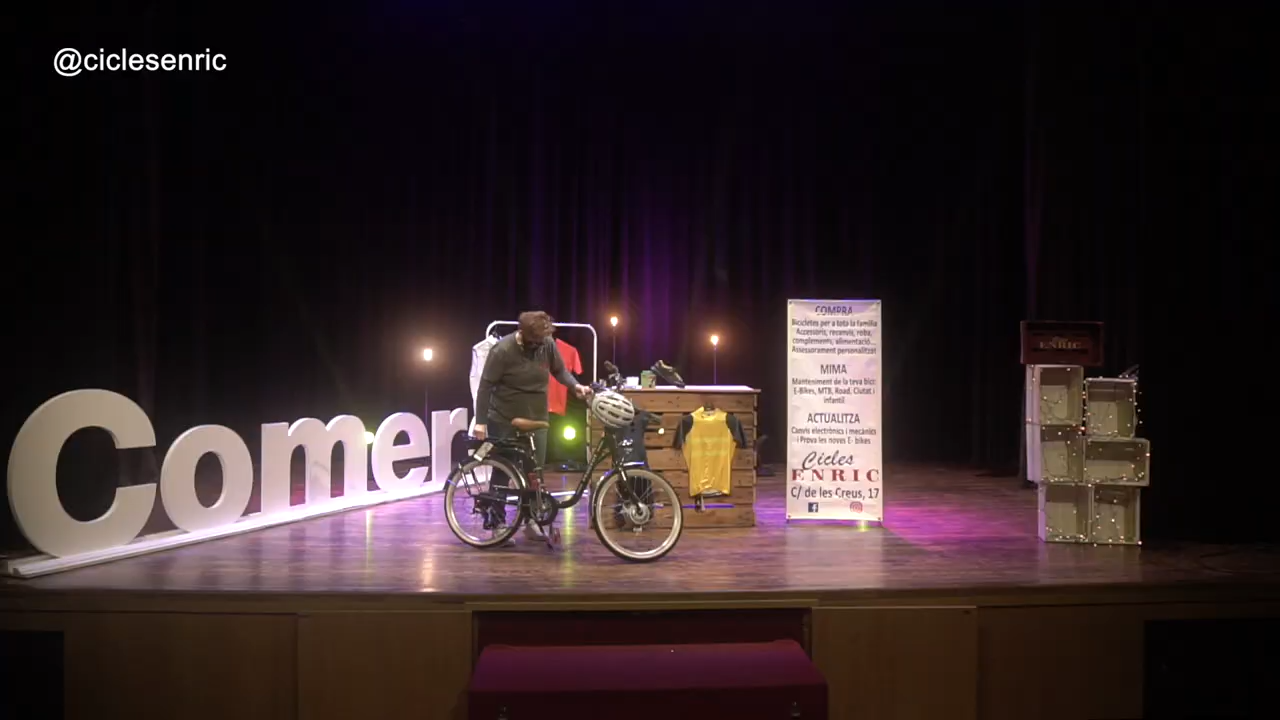 @ciclesenric
Comer
COMPRA
Bicicletes per a tota la família
Accessoris, recanvis, roba,
complements, alimentació...
Assessorament personalitzat
MIMA
Manteniment de la teva bici:
E-Bikes, MTB, Road, Ciutat i
infantil
ACTUALITZA
Canvis electrònics i mecànics
i Prova les noves E- bikes
Cicles
ENRIC
C/ de les Creus, 17
ENRIC